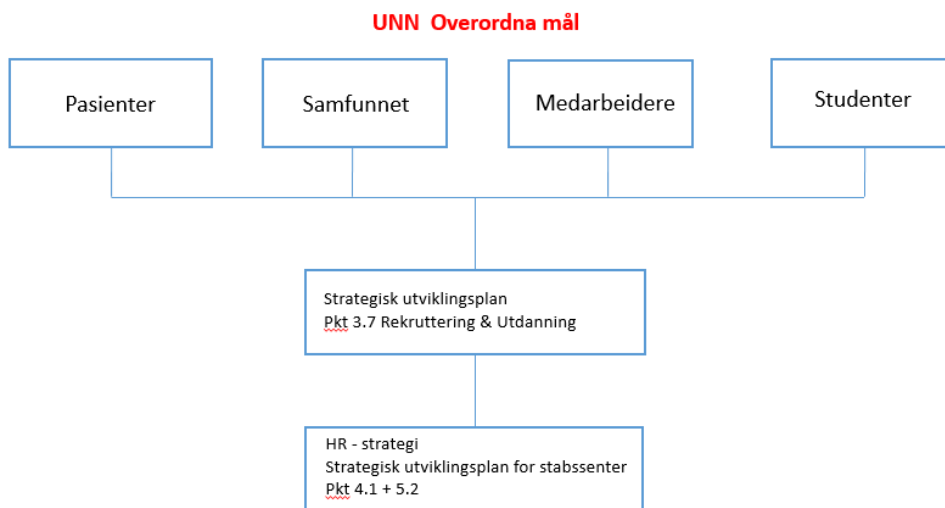 UNN Overordna mål
Pasienter
Samfunnet
Medarbeidere
Studenter
Strategisk utviklingsplan
Pkt 3.7 Rekruttering & Utdanning
HR - strategi
Strategisk utviklingsplan for stabssenter
Pkt 4.1 + 5.2